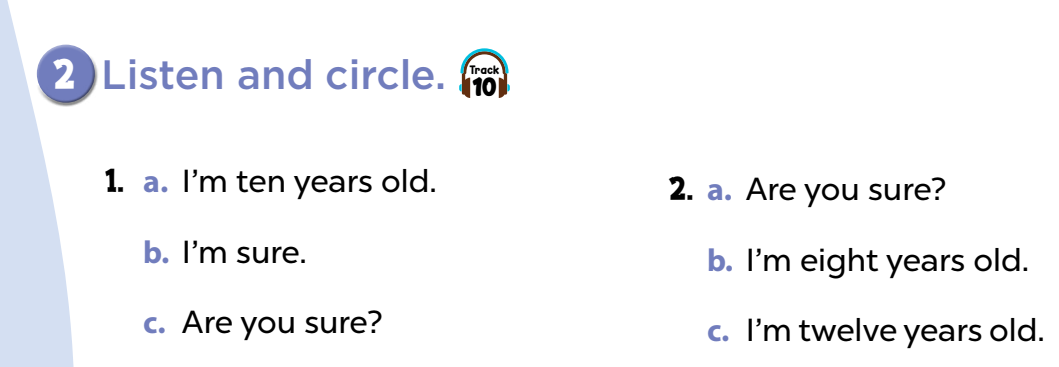 2 Listen and circle. Track 10
1. a. I'm ten years old.
b. I'm sure.
c. Are you sure?
2. a. Are you sure?
b. I'm eight years old.
c. I'm twelve years old.